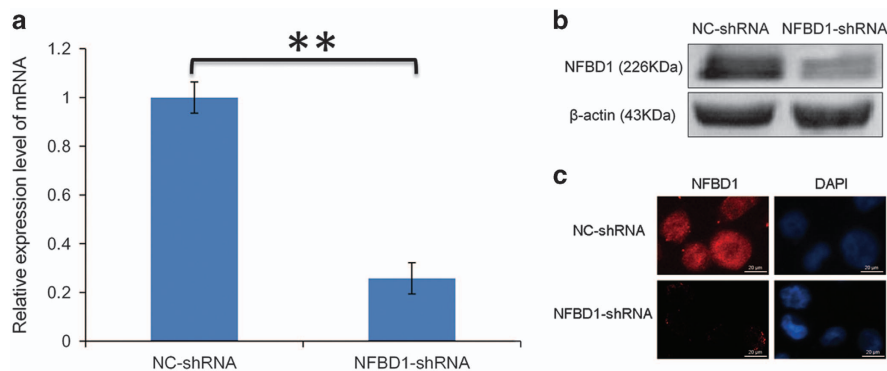 a
Relative expression level of mRNA
1.2
1
0.8
0.6
0.4
0.2
0
**
NC-shRNA
NFBD1-shRNA
b
NC-shRNA NFBD1-shRNA
NFBD1 (226KDa)
β-actin (43KDa)
c
NFBD1 DAPI
NC-shRNA
20 μm
20 μm
NFBD1-shRNA
20 μm
20 μm